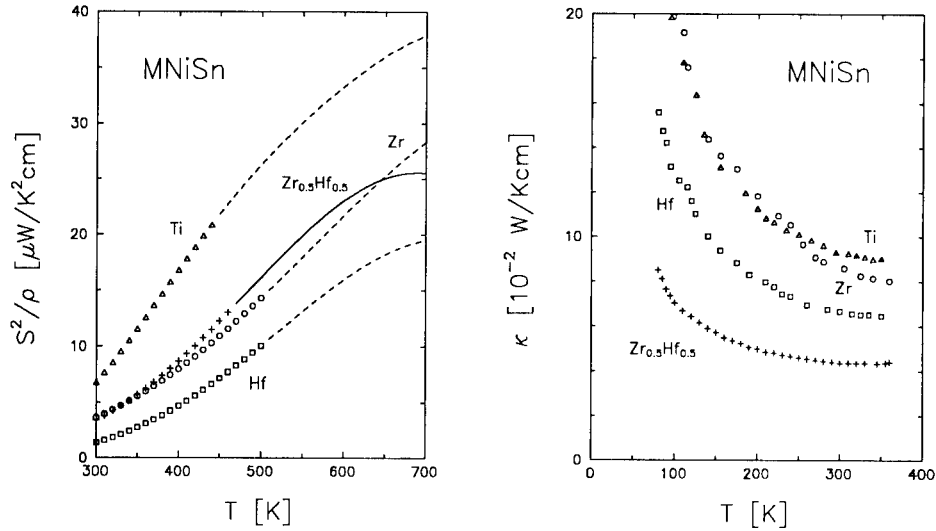 MNiSn
S²/ρ [μW/K²cm]
40
30
20
10
0
Ti
Zr₀.₅Hf₀.₅
Zr
Hf
300
400
500
600
700
T [K]
MNiSn
κ [10⁻² W/Kcm]
20
10
0
Hf
Ti
Zr
Zr₀.₅Hf₀.₅
0
100
200
300
400
T [K]